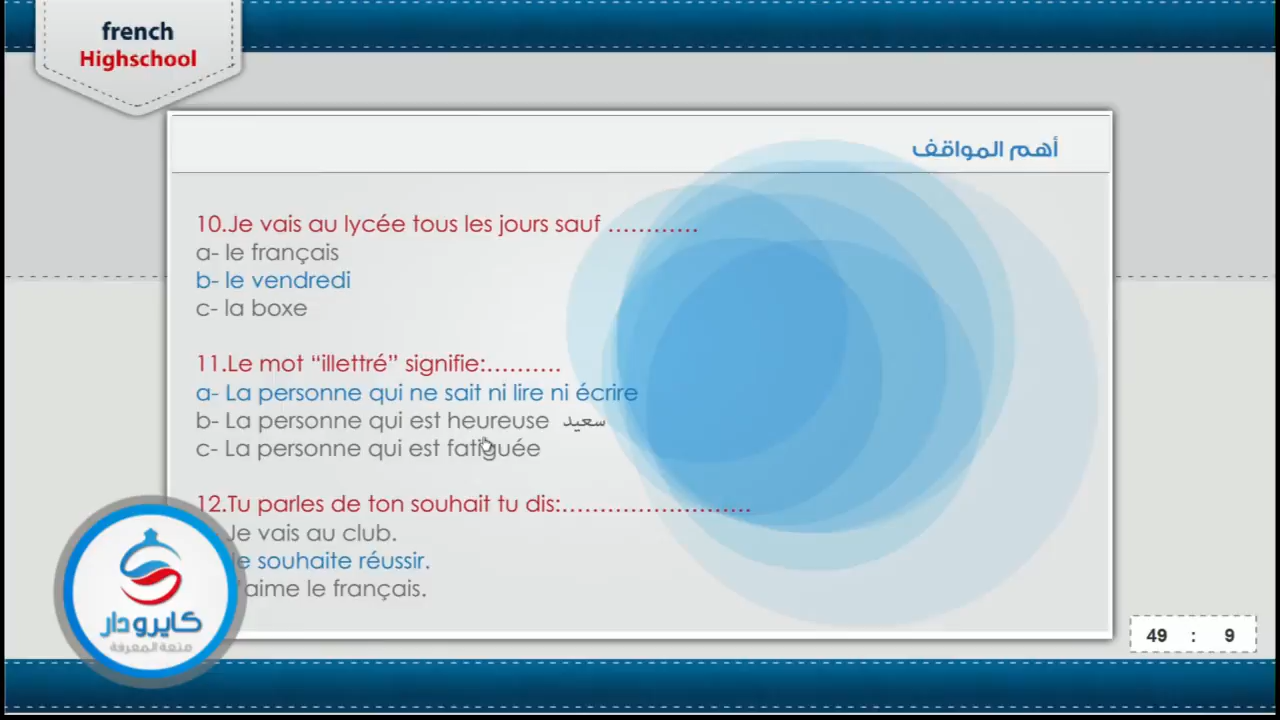 french
Highschool
أهم المواقف
10.Je vais au lycée tous les jours sauf …………
a- le français
b- le vendredi
c- la boxe
11.Le mot “illettré” signifie:……….
a- La personne qui ne sait ni lire ni écrire
b- La personne qui est heureuse سعيد
c- La personne qui est fatiguée
12.Tu parles de ton souhait tu dis:…………………….
Je vais au club.
souhaite réussir.
aime le français.
كايرودار
متعة المعرفة
49 : 9